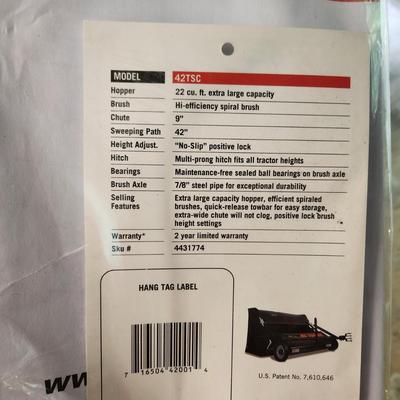 MODEL 42TSC
Hopper 22 cu. ft. extra large capacity
Brush Hi-efficiency spiral brush
Chute 9"
Sweeping Path 42"
Height Adjust. "No-Slip" positive lock
Hitch Multi-prong hitch fits all tractor heights
Bearings Maintenance-free sealed ball bearings on brush axle
Brush Axle 7/8" steel pipe for exceptional durability
Selling Features Extra large capacity hopper, efficient spiraled
brushes, quick-release towbar for easy storage,
extra-wide chute will not clog, positive lock brush
height settings
Warranty* 2 year limited warranty
Sku # 4431774
HANG TAG LABEL
7 16504 42001 4
U.S. Patent No. 7,610,646
ww